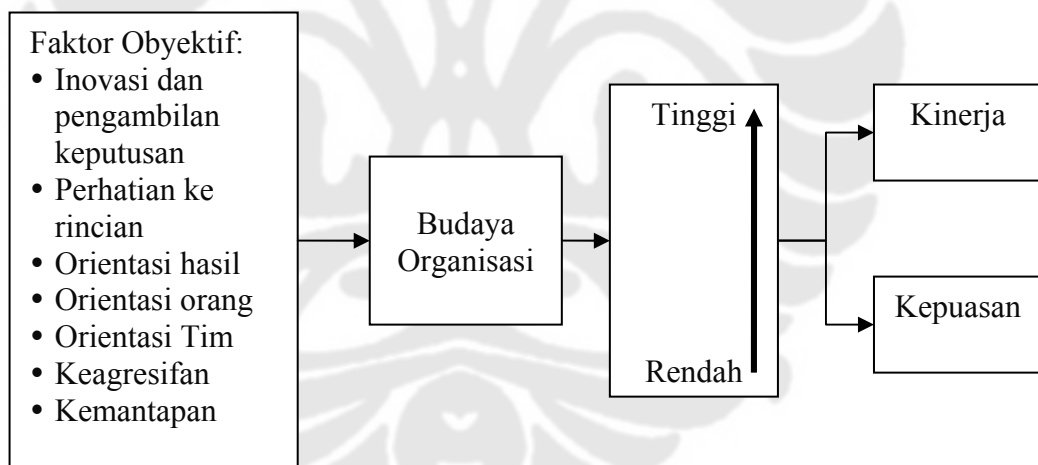 Faktor Obyektif:
• Inovasi dan
pengambilan
keputusan
• Perhatian ke
rincian
• Orientasi hasil
• Orientasi orang
• Orientasi Tim
• Keagresifan
• Kemantapan
Budaya
Organisasi
Tinggi
Rendah
Kinerja
Kepuasan